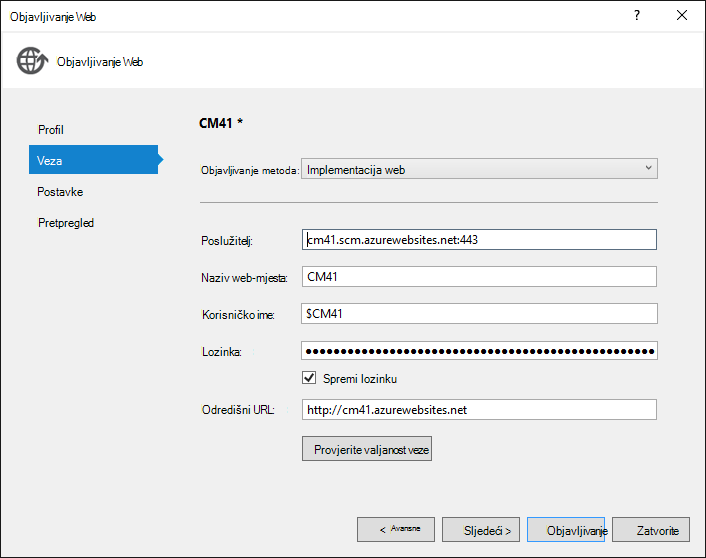 Objavljivanje Web
?
Objavljivanje Web
Profil
Veza
Postavke
Pretpregled
CM41 *
Objavljivanje metoda: Implementacija web
Poslužitelj: cm41.scm.azurewebsites.net:443
Naziv web-mjesta: CM41
Korisničko ime: $CM41
Lozinka: ●●●●●●●●●●●●●●●●●●●●●●●●●●●●●●●●●●●●●●●●●●●●●●●●●●
Spremi lozinku
Odredišni URL: http://cm41.azurewebsites.net
Provjerite valjanost veze
< Avansne
Sljedeći >
Objavljivanje
Zatvorite